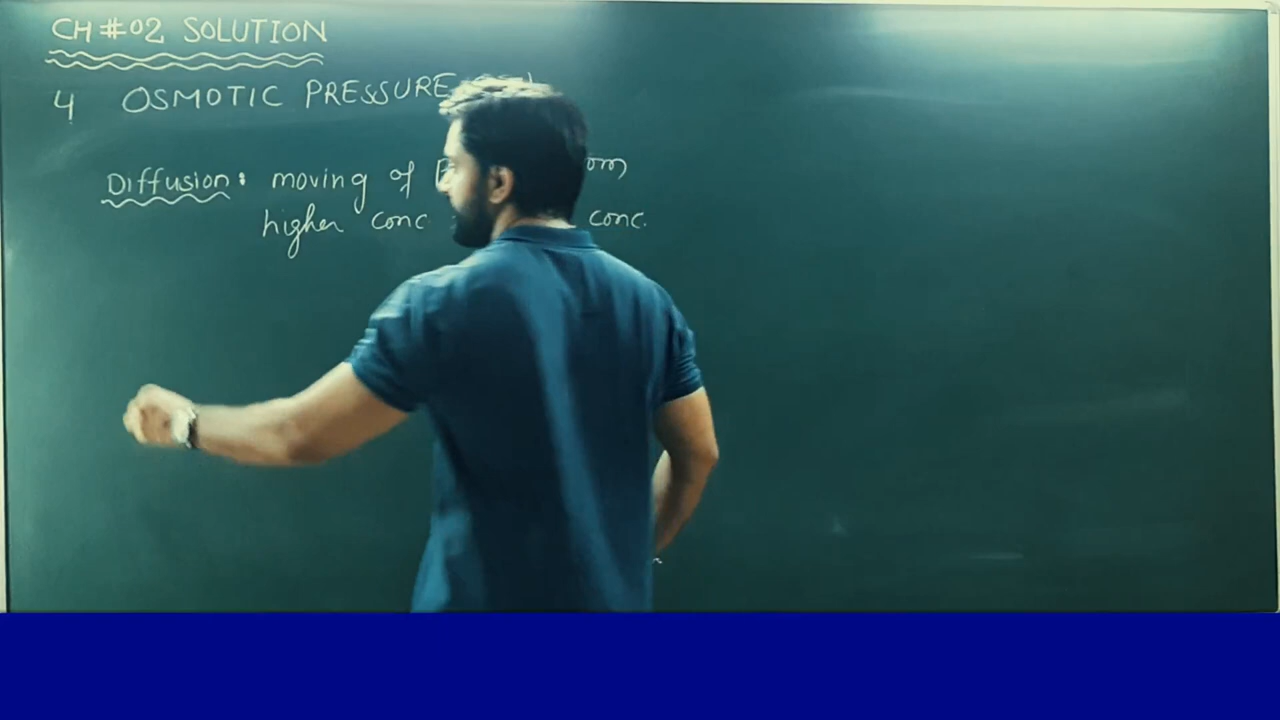 CH # 02 SOLUTION
4 OSMOTIC PRESSURE
Diffusion: moving of
higher conc conc.